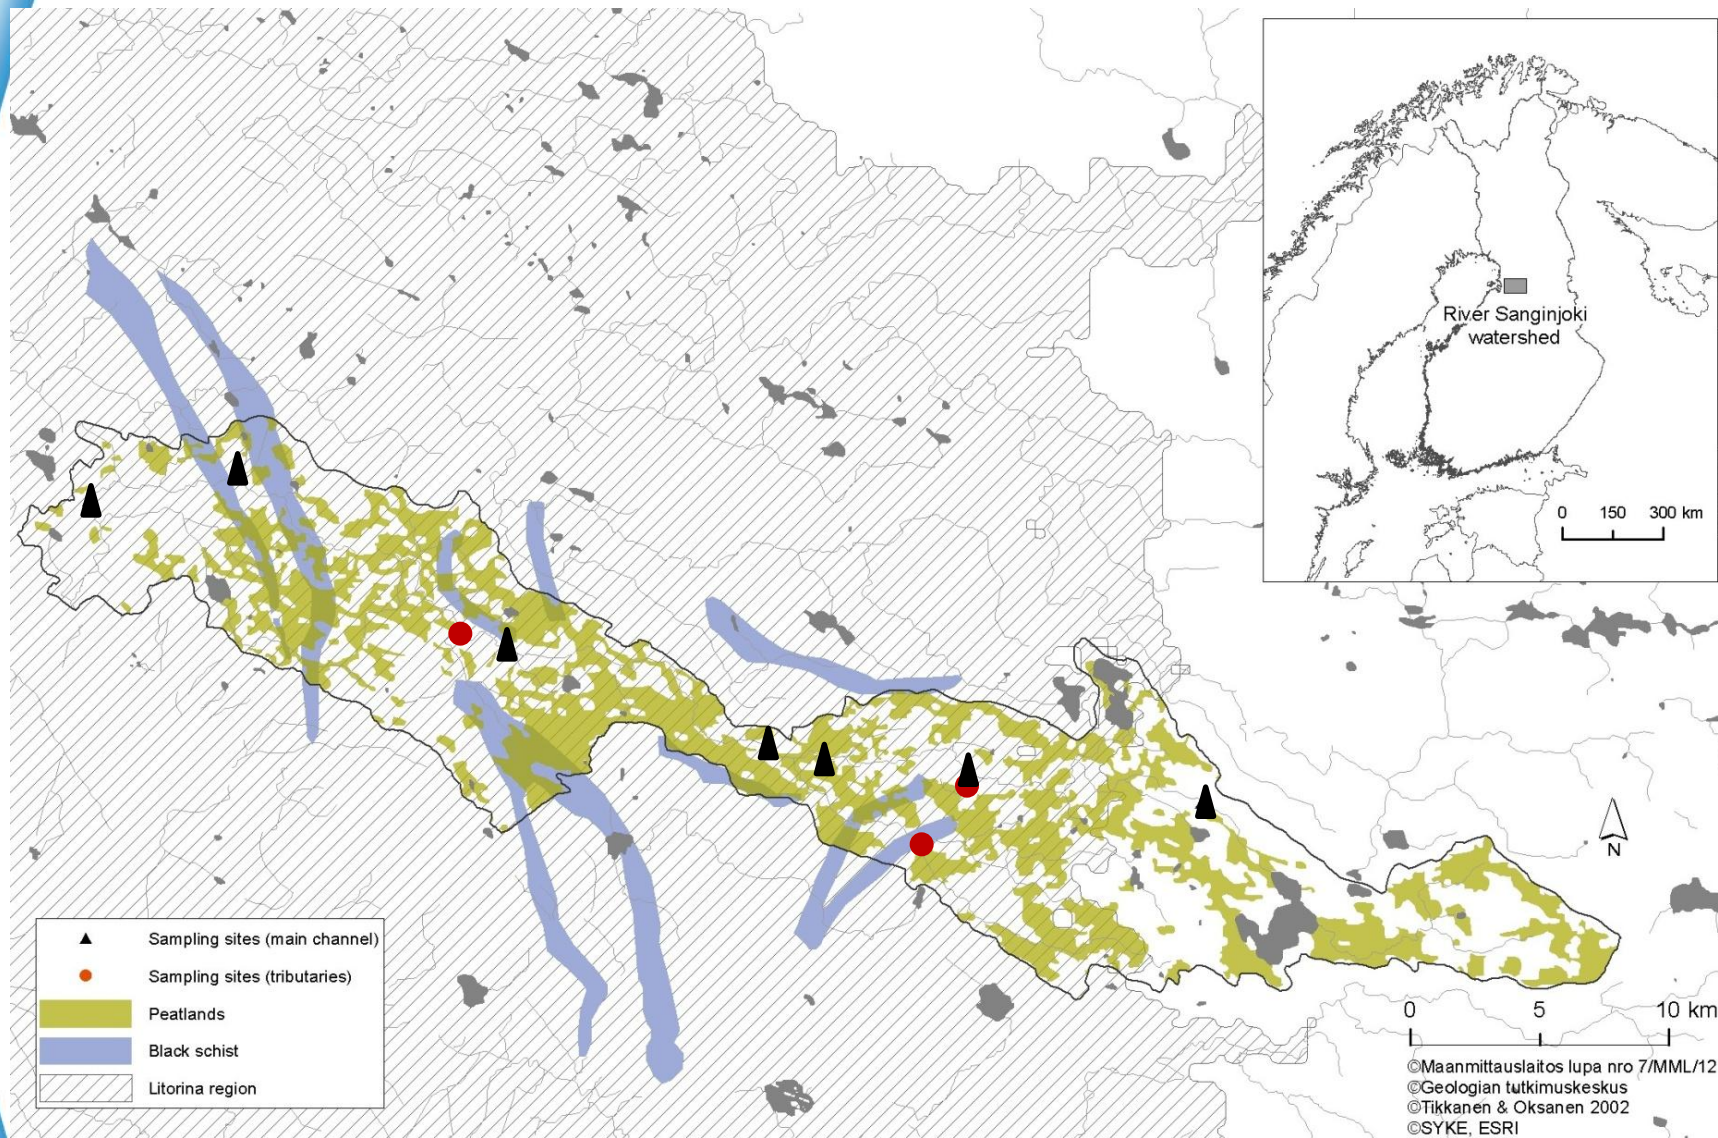 River Sanginjoki
watershed
0 150 300 km
N
Sampling sites (main channel)
Sampling sites (tributaries)
Peatlands
Black schist
Litorina region
0 5 10 km
©Maanmittauslaitos lupa nro 7/MML/12
©Geologian tutkimuskeskus
©Tikkanen & Oksanen 2002
©SYKE, ESRI